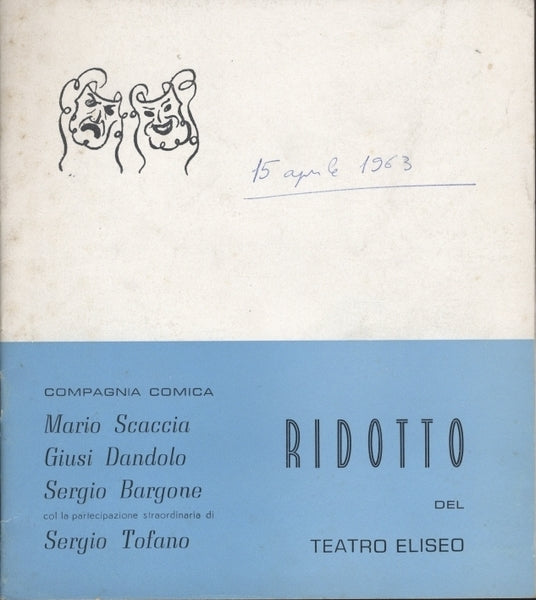 15 aprile 1963
COMPAGNIA COMICA
Mario Scaccia
Giusi Dandolo
Sergio Bargone
col la partecipazione straordinaria di
Sergio Tofano
RIDOTTO
DEL
TEATRO ELISEO